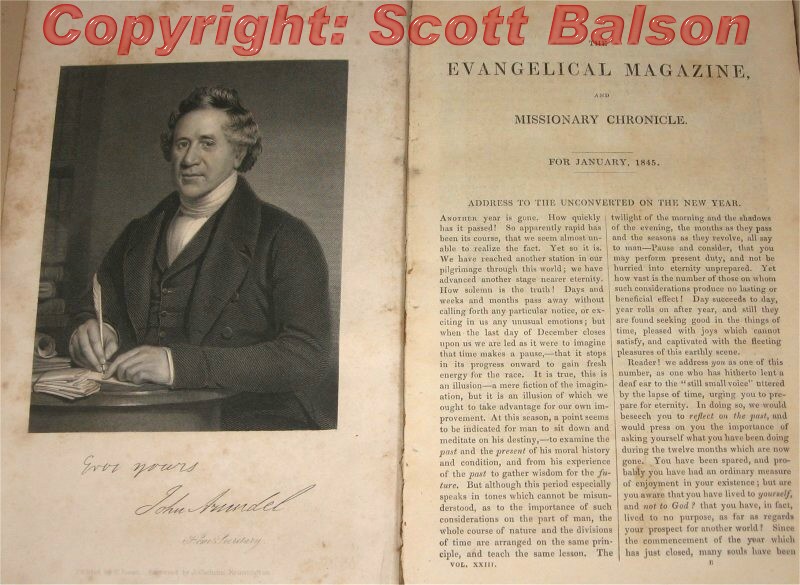 Copyright: Scott Balson
Ever yours
John Arundel
Home Secretary
THE
EVANGELICAL MAGAZINE,
AND
MISSIONARY CHRONICLE.
FOR JANUARY, 1845.
ADDRESS TO THE UNCONVERTED ON THE NEW YEAR.
ANOTHER year is gone. How quickly
has it passed! So apparently rapid has
been its course, that we seem almost un-
able to realize the fact. Yet so it is.
We have reached another station in our
pilgrimage through this world; we have
advanced another stage nearer eternity.
How solemn is the truth! Days and
weeks and months pass away without
calling forth any particular notice, or ex-
citing in us any unusual emotions; but
when the last day of December closes
upon us we are led as it were to imagine
that time makes a pause,—that it stops
in its progress onward to gain fresh
energy for the race. It is true, this is
an illusion—a mere fiction of the imagin-
ation, but it is an illusion of which we
ought to take advantage for our own im-
provement. At this season, a point seems
to be indicated for man to sit down and
meditate on his destiny,—to examine the
past and the present of his moral history
and condition, and from his experience
of the past to gather wisdom for the fu-
ture. But although this period especially
speaks in tones which cannot be misun-
derstood, as to the importance of such
considerations on the part of man, the
whole course of nature and the divisions
of time are arranged on the same prin-
ciple, and teach the same lesson. The
VOL. XXIII.
twilight of the morning and the shadows
of the evening, the months as they pass
and the seasons as they revolve, all say
to man—Pause and consider, that you
may perform present duty, and not be
hurried into eternity unprepared. Yet
how vast is the number of those on whom
such considerations produce no lasting or
beneficial effect! Day succeeds to day,
year rolls on after year, and still they
are found seeking good in the things of
time, pleased with joys which cannot
satisfy, and captivated with the fleeting
pleasures of this earthly scene.
Reader! we address you as one of this
number, as one who has hitherto lent a
deaf ear to the "still small voice" uttered
by the lapse of time, urging you to pre-
pare for eternity. In doing so, we would
beseech you to reflect on the past, and
would press on you the importance of
asking yourself what you have been doing
during the twelve months which are now
gone. You have been spared, and pro-
bably you have had an ordinary measure
of enjoyment in your existence; but are
you aware that you have lived to yourself,
and not to God? that you have, in fact,
lived to no purpose, as far as regards
your prospect for another world! Since
the commencement of the year which
has just closed, many souls have been
B